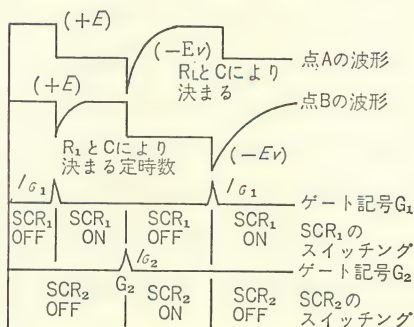 (+E)
(-Ev)
点Aの波形
RLとCにより
決まる
(+E)
点Bの波形
R1とCにより
決まる定時数
(-Ev)
IG1
IG1
ゲート記号G1
SCR1
OFF
SCR1
ON
SCR1
OFF
SCR1
ON
SCR1の
スイッチング
IG2
G2
ゲート記号G2
SCR2
OFF
SCR2
ON
SCR2
OFF
SCR2の
スイッチング